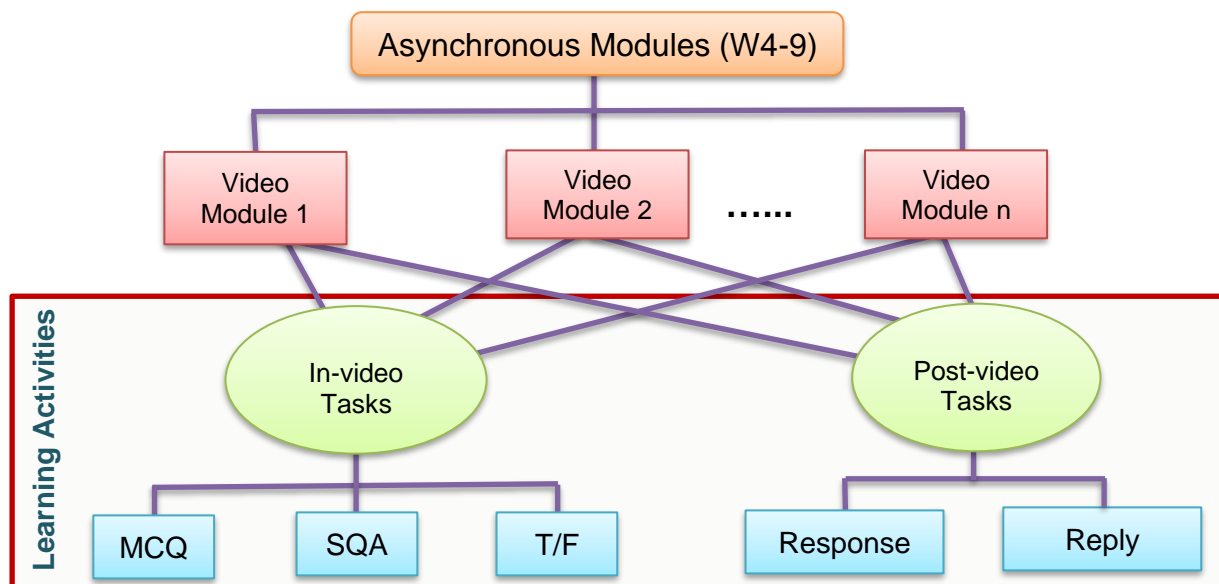 Asynchronous Modules (W4-9)
Video
Module 1
Video
Module 2
…...
Video
Module n
Learning Activities
In-video
Tasks
Post-video
Tasks
MCQ
SQA
T/F
Response
Reply